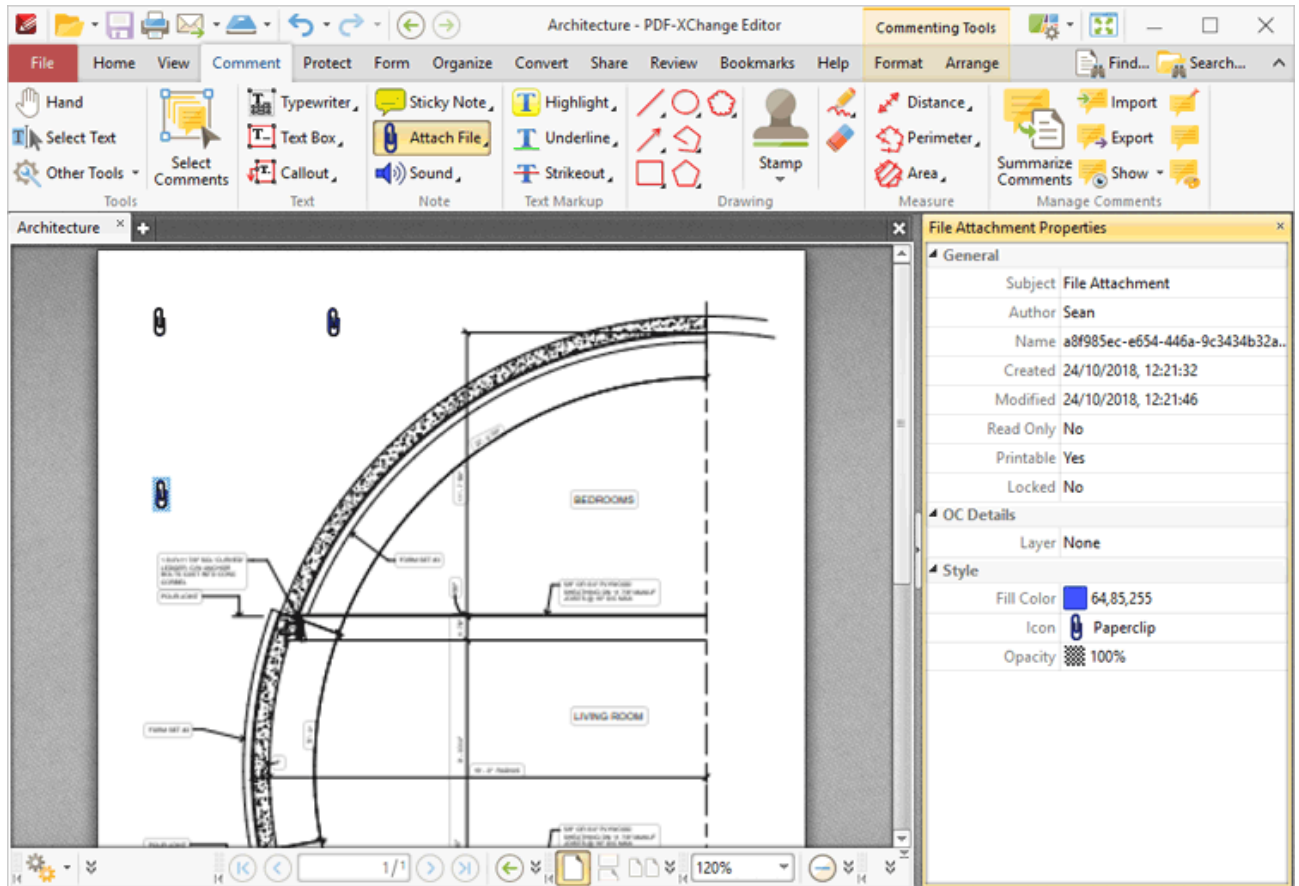 Architecture - PDF-XChange Editor
Commenting Tools
File Home View Comment Protect Form Organize Convert Share Review Bookmarks Help Format Arrange Find... Search...
Hand
Select Text
Other Tools
Tools
Select
Comments
Typewriter
Text Box
Callout
Text
Sticky Note
Attach File
Sound
Note
Highlight
Underline
Strikeout
Text Markup
Stamp
Drawing
Distance
Perimeter
Area
Measure
Summarize
Comments
Import
Export
Show
Manage Comments
Architecture
File Attachment Properties
General
Subject File Attachment
Author Sean
Name a8f985ec-e654-446a-9c3434b32a..
Created 24/10/2018, 12:21:32
Modified 24/10/2018, 12:21:46
Read Only No
Printable Yes
Locked No
OC Details
Layer None
Style
Fill Color 64,85,255
Icon Paperclip
Opacity 100%
BEDROOMS
LIVING ROOM
1/1
120%